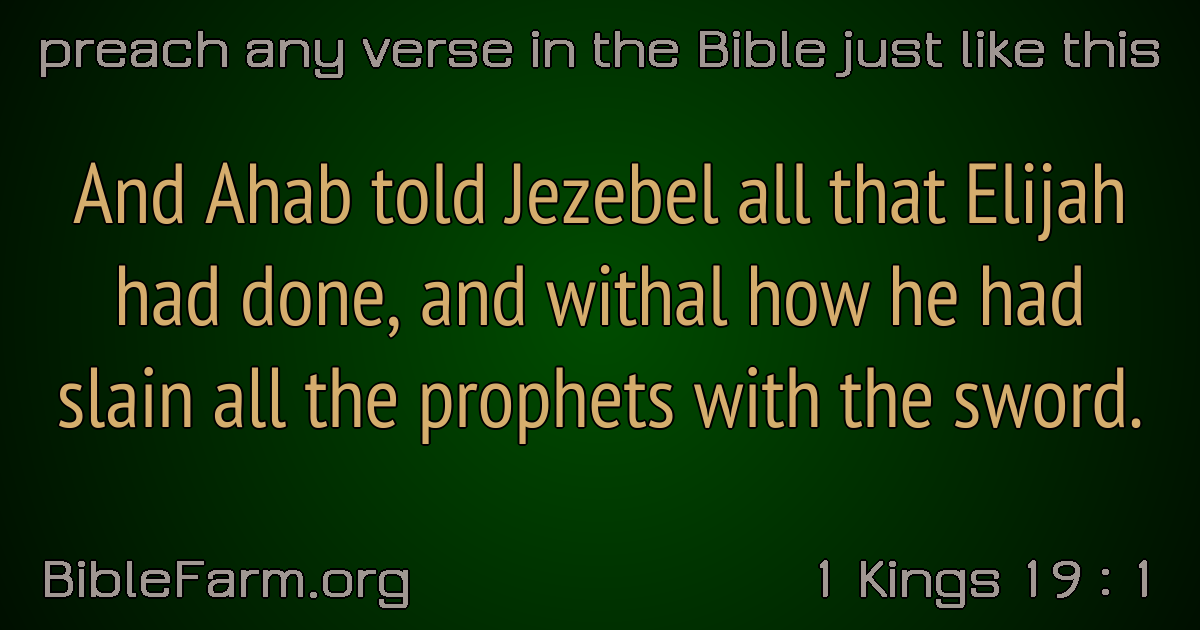 preach any verse in the Bible just like this
And Ahab told Jezebel all that Elijah
had done, and withal how he had
slain all the prophets with the sword.
BibleFarm.org
1 Kings 19 : 1